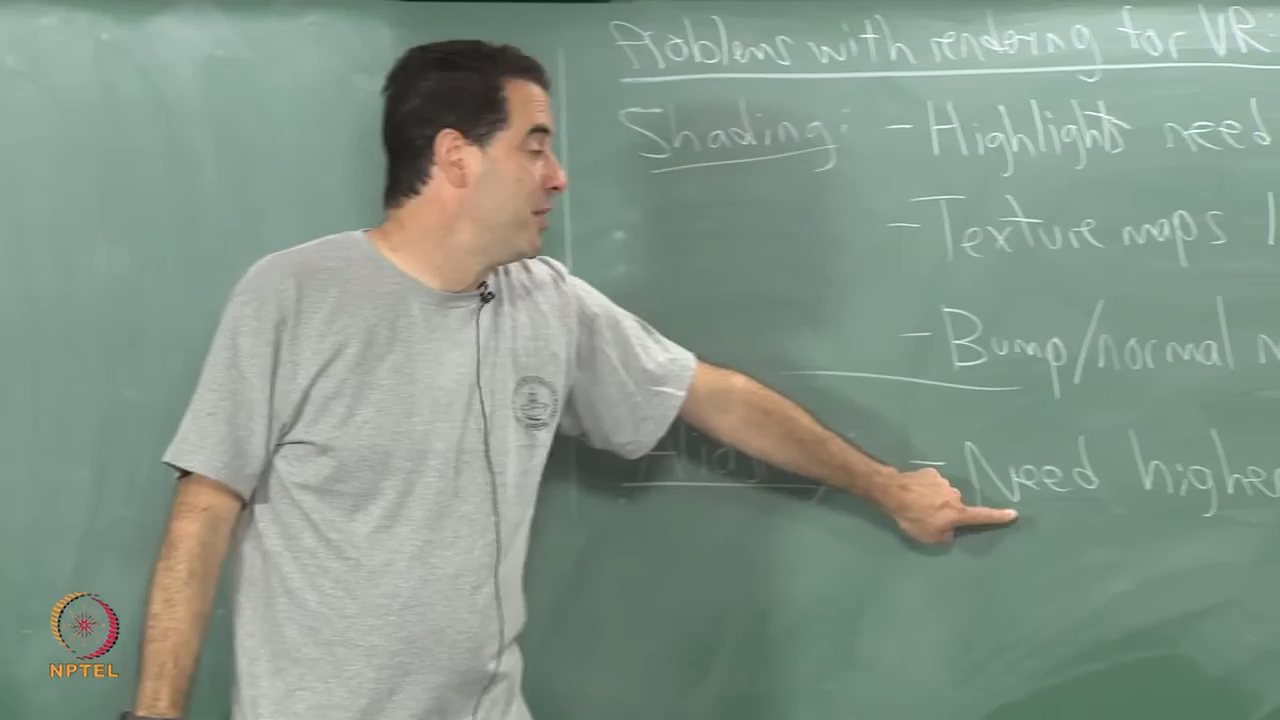 Problems with rendering for VR:
Shading: - Highlights need
- Texture maps
- Bump/normal
- Need higher
NPTEL